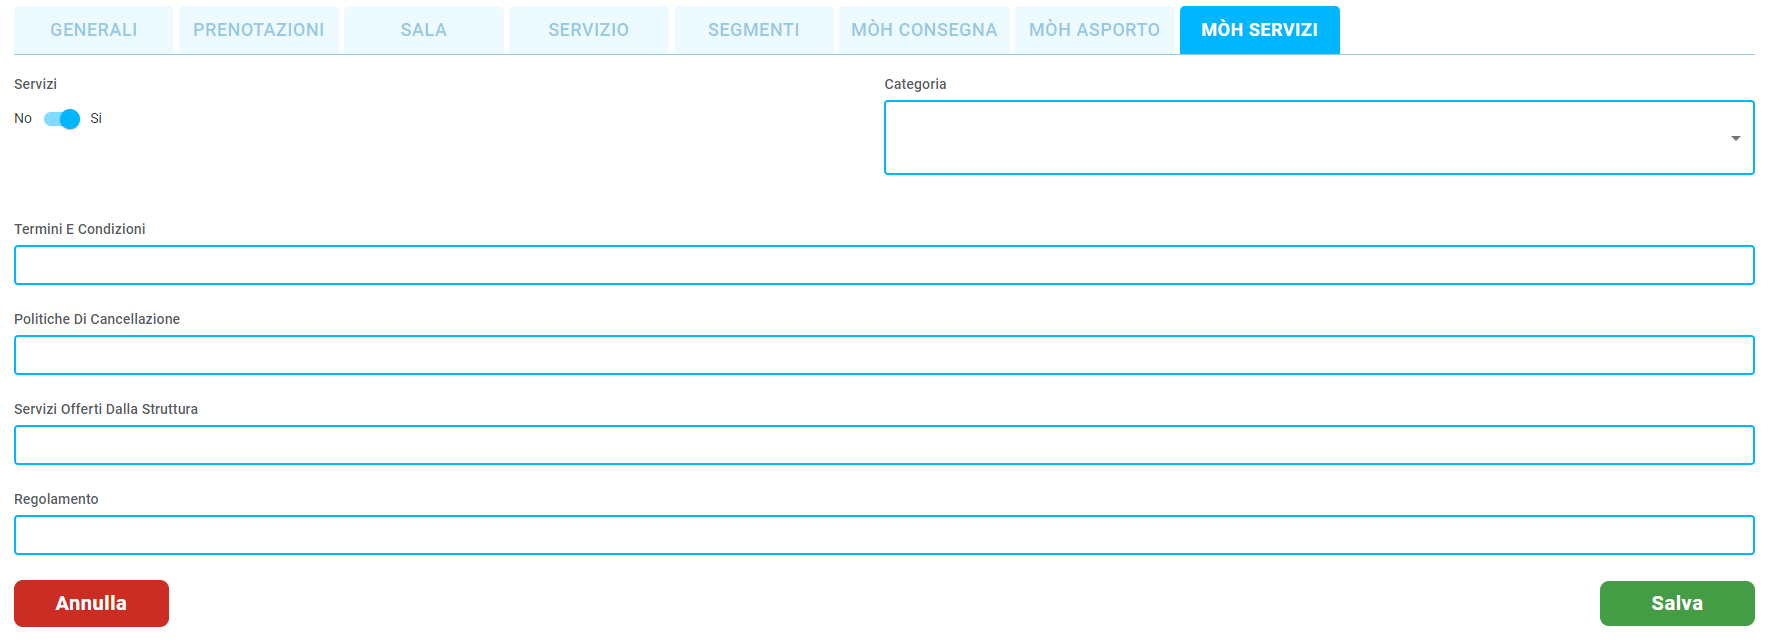 GENERALI PRENOTAZIONI SALA SERVIZIO SEGMENTI MÒH CONSEGNA MÒH ASPORTO MÒH SERVIZI
Servizi Categoria
No Si
Termini E Condizioni
Politiche Di Cancellazione
Servizi Offerti Dalla Struttura
Regolamento
Annulla Salva